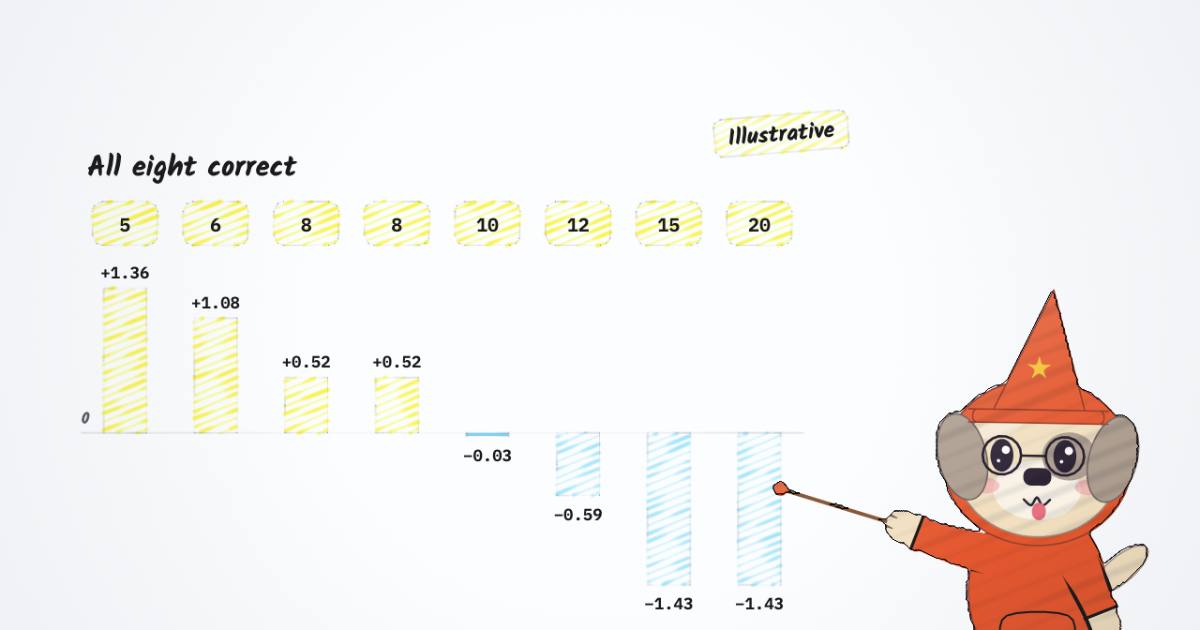 Illustrative
All eight correct
5 6 8 8 10 12 15 20
+1.36
+1.08
+0.52 +0.52
0
−0.03
−0.59
−1.43 −1.43